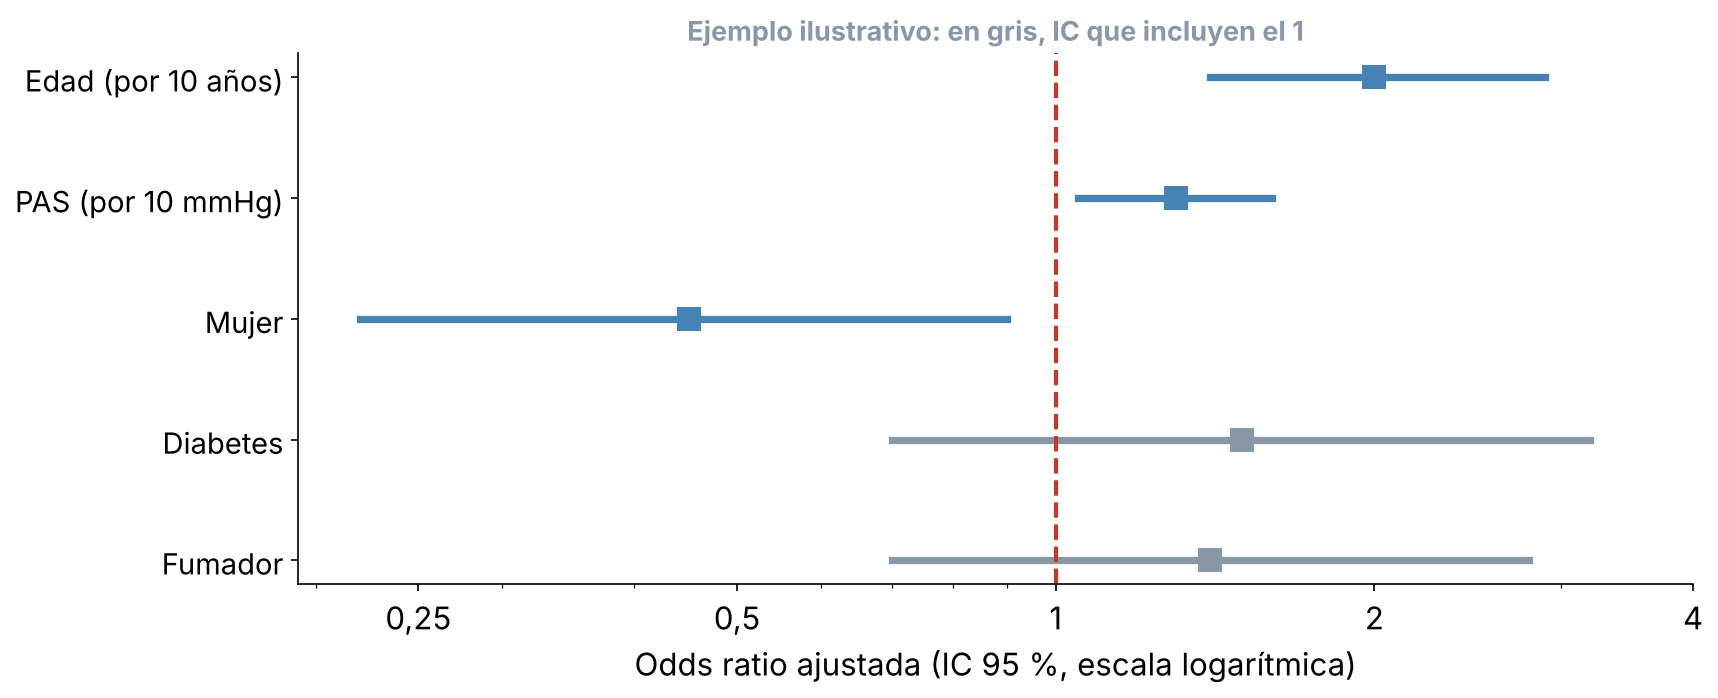 Ejemplo ilustrativo: en gris, IC que incluyen el 1
Edad (por 10 años)
PAS (por 10 mmHg)
Mujer
Diabetes
Fumador
0,25 0,5 1 2 4
Odds ratio ajustada (IC 95 %, escala logarítmica)